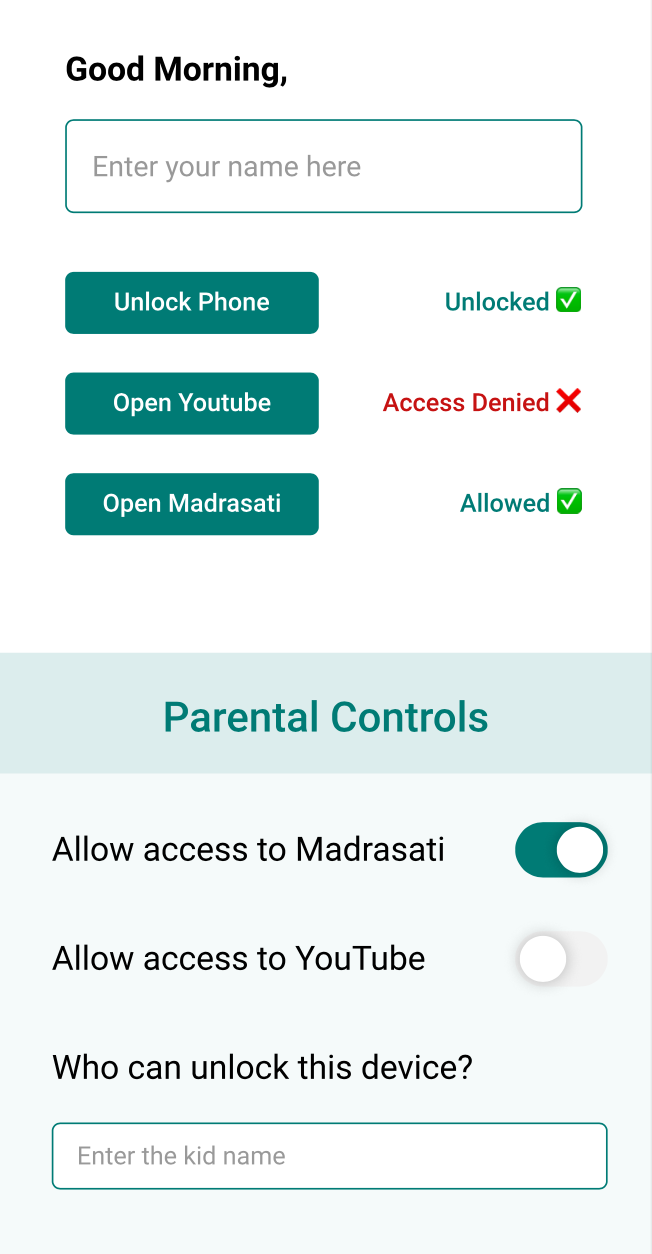 Good Morning,
Enter your name here
Unlock Phone Unlocked ✅
Open Youtube Access Denied ❌
Open Madrasati Allowed ✅
Parental Controls
Allow access to Madrasati
Allow access to YouTube
Who can unlock this device?
Enter the kid name